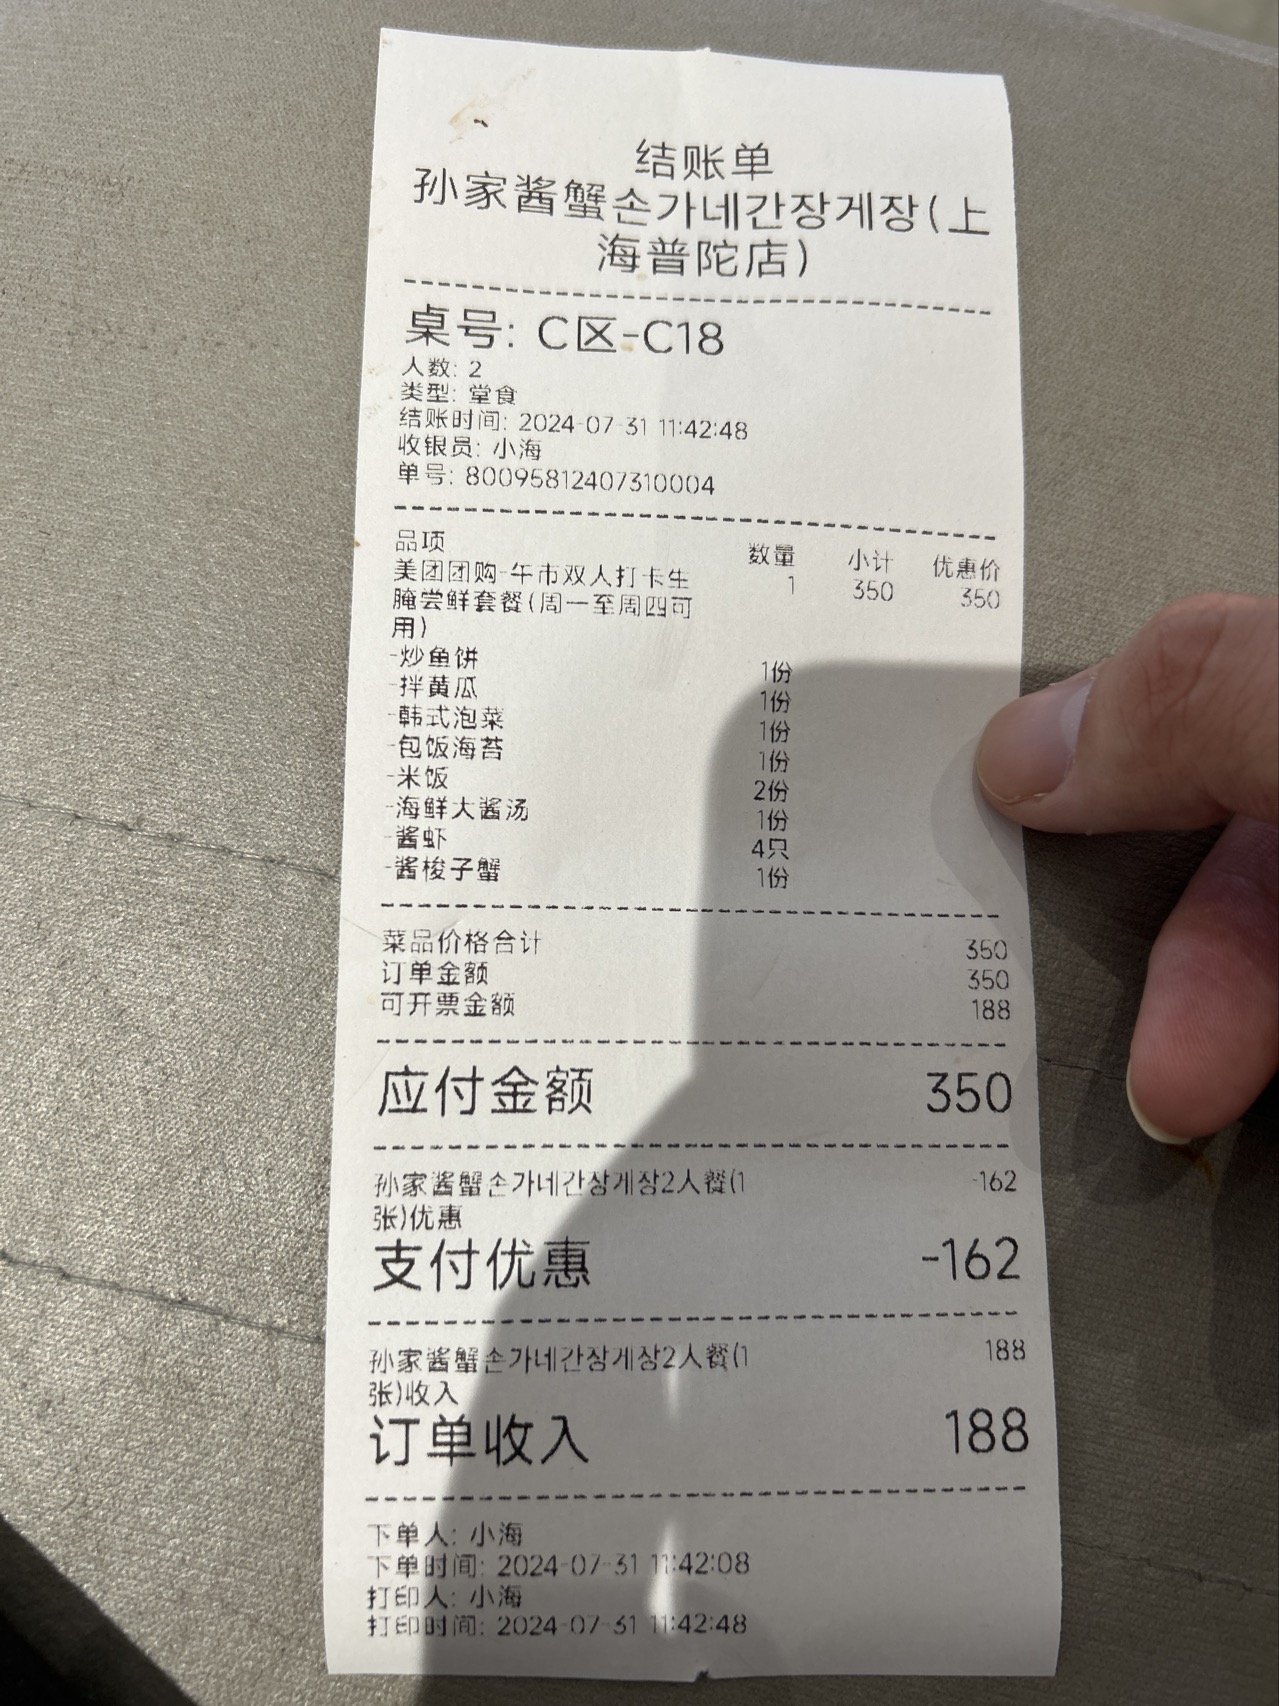 结账单
孙家酱蟹손가네간장게장(上
海普陀店)
桌号: C区-C18
人数: 2
类型: 堂食
结账时间: 2024-07-31 11:42:48
收银员: 小海
单号: 80095812407310004
品项 数量 小计 优惠价
美团团购-午市双人打卡生 1 350 350
腌尝鲜套餐(周一至周四可
用)
-炒鱼饼 1份
-拌黄瓜 1份
-韩式泡菜 1份
-包饭海苔 1份
-米饭 2份
-海鲜大酱汤 1份
-酱虾 4只
-酱梭子蟹 1份
菜品价格合计 350
订单金额 350
可开票金额 188
应付金额 350
孙家酱蟹손가네간장게장2人餐(1 -162
张)优惠
支付优惠 -162
孙家酱蟹손가네간장게장2人餐(1 188
张)收入
订单收入 188
下单人: 小海
下单时间: 2024-07-31 11:42:08
打印人: 小海
打印时间: 2024-07-31 11:42:48